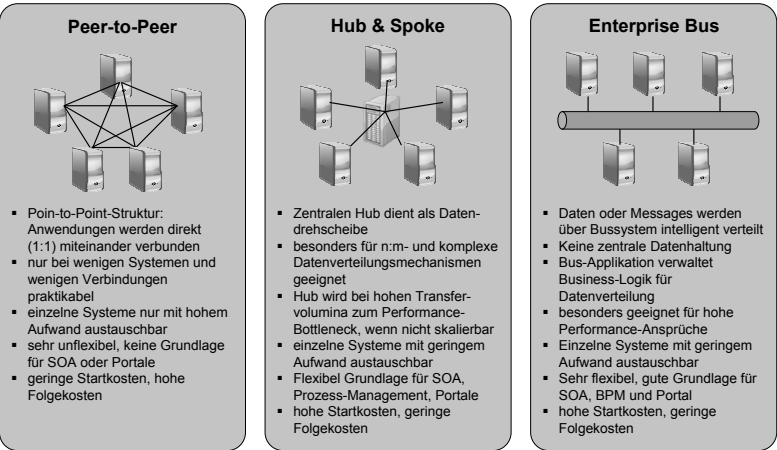 Peer-to-Peer
▪ Poin-to-Point-Struktur:
Anwendungen werden direkt
(1:1) miteinander verbunden
▪ nur bei wenigen Systemen und
wenigen Verbindungen
praktikabel
▪ einzelne Systeme nur mit hohem
Aufwand austauschbar
▪ sehr unflexibel, keine Grundlage
für SOA oder Portale
▪ geringe Startkosten, hohe
Folgekosten
Hub & Spoke
▪ Zentralen Hub dient als Daten-
drehscheibe
▪ besonders für n:m- und komplexe
Datenverteilungsmechanismen
geeignet
▪ Hub wird bei hohen Transfer-
volumina zum Performance-
Bottleneck, wenn nicht skalierbar
▪ einzelne Systeme mit geringem
Aufwand austauschbar
▪ Flexibel Grundlage für SOA,
Prozess-Management, Portale
▪ hohe Startkosten, geringe
Folgekosten
Enterprise Bus
▪ Daten oder Messages werden
über Bussystem intelligent verteilt
▪ Keine zentrale Datenhaltung
▪ Bus-Applikation verwaltet
Business-Logik für
Datenverteilung
▪ besonders geeignet für hohe
Performance-Ansprüche
▪ Einzelne Systeme mit geringem
Aufwand austauschbar
▪ Sehr flexibel, gute Grundlage für
SOA, BPM und Portal
▪ hohe Startkosten, geringe
Folgekosten